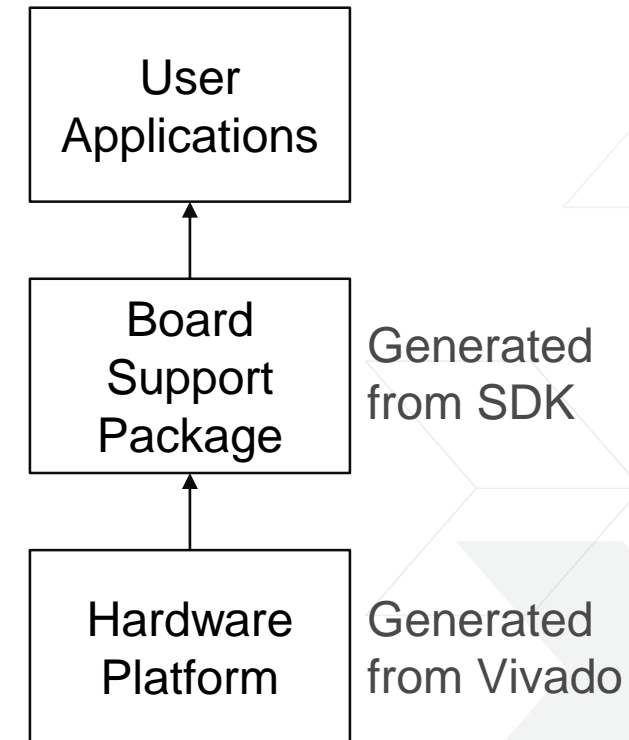 User
Applications
Board
Support
Package
Generated
from SDK
Hardware
Platform
Generated
from Vivado